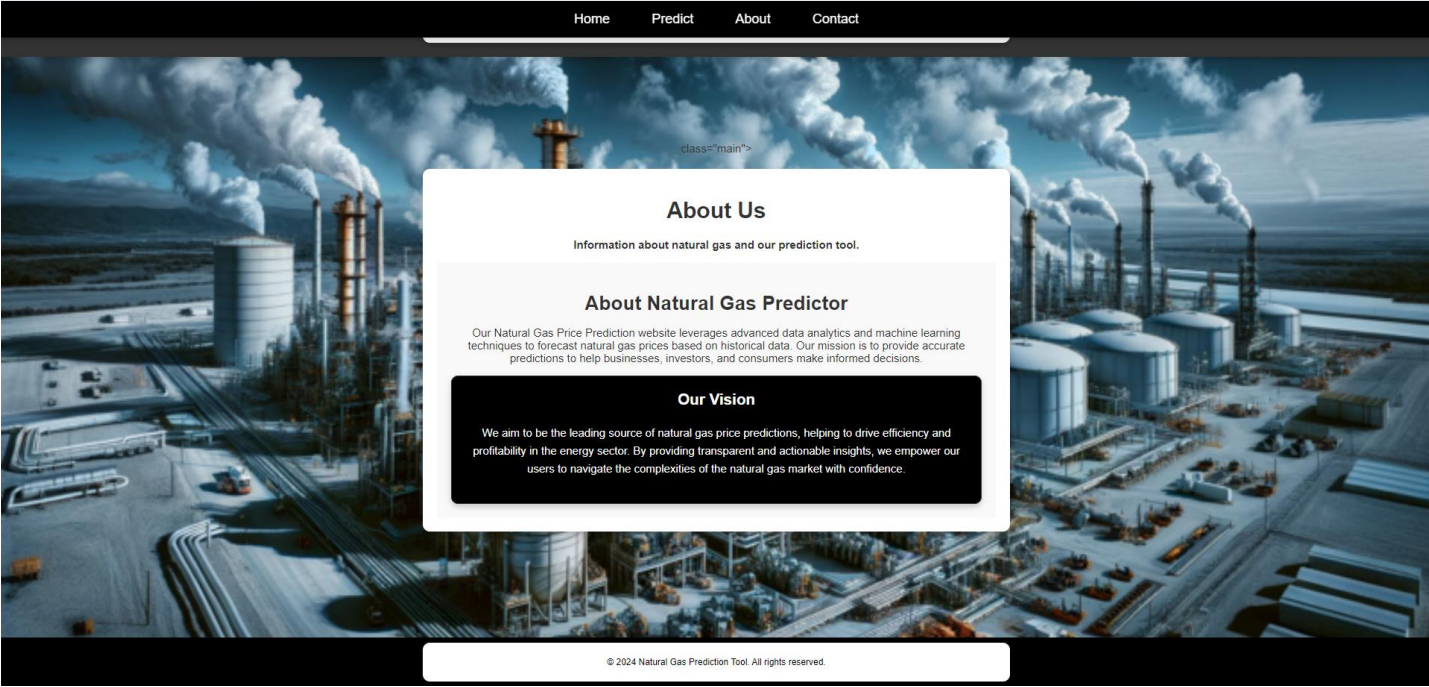 Home Predict About Contact
class="main">
About Us
Information about natural gas and our prediction tool.
About Natural Gas Predictor
Our Natural Gas Price Prediction website leverages advanced data analytics and machine learning
techniques to forecast natural gas prices based on historical data. Our mission is to provide accurate
predictions to help businesses, investors, and consumers make informed decisions.
Our Vision
We aim to be the leading source of natural gas price predictions, helping to drive efficiency and
profitability in the energy sector. By providing transparent and actionable insights, we empower our
users to navigate the complexities of the natural gas market with confidence.
© 2024 Natural Gas Prediction Tool. All rights reserved.